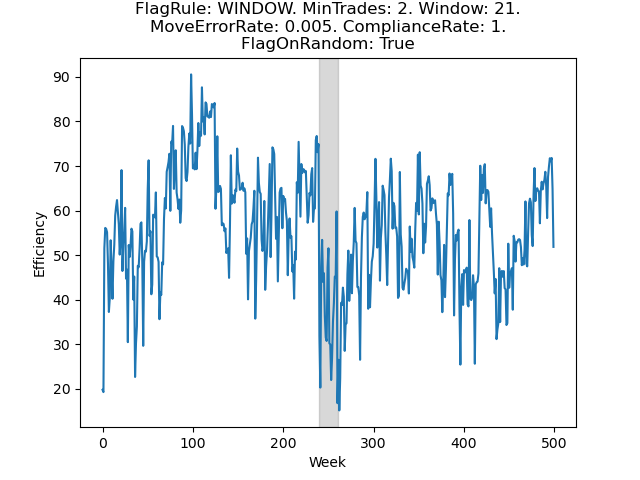 FlagRule: WINDOW. MinTrades: 2. Window: 21.
MoveErrorRate: 0.005. ComplianceRate: 1.
FlagOnRandom: True
90
80
70
60
50
40
30
20
Efficiency
0 100 200 300 400 500
Week